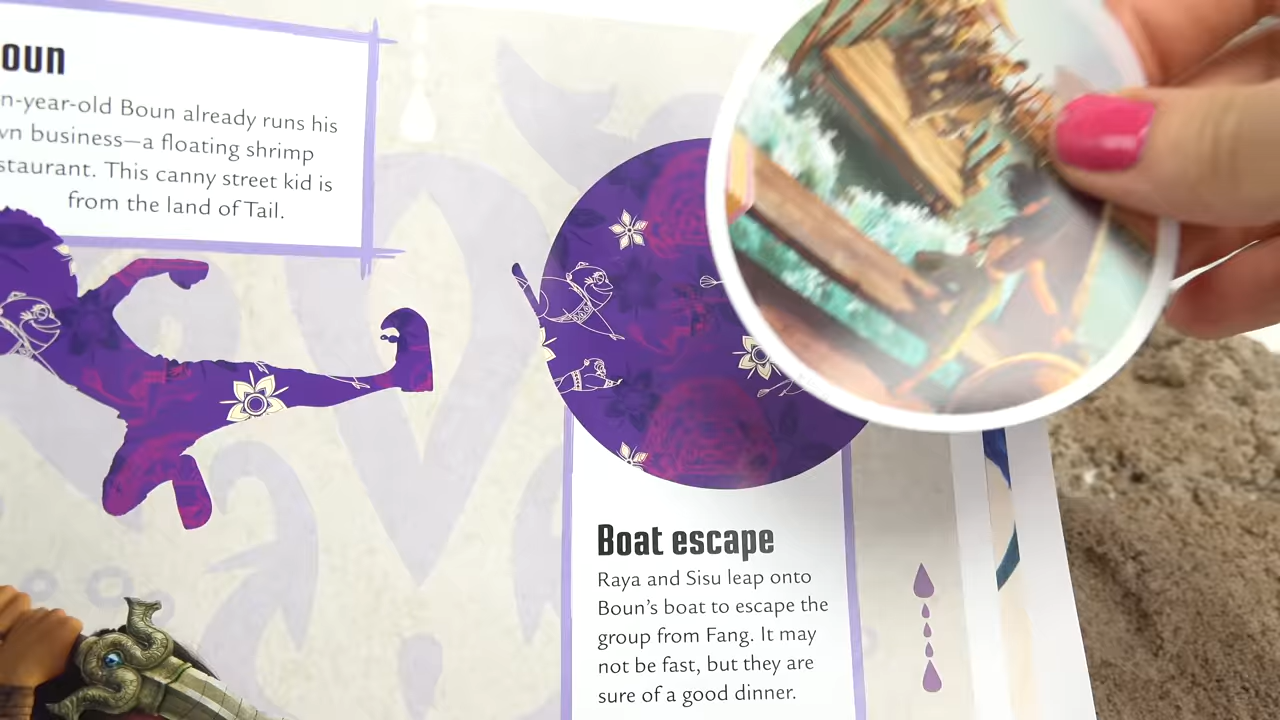 oun
n-year-old Boun already runs his
wn business—a floating shrimp
staurant. This canny street kid is
from the land of Tail.
Boat escape
Raya and Sisu leap onto
Boun's boat to escape the
group from Fang. It may
not be fast, but they are
sure of a good dinner.